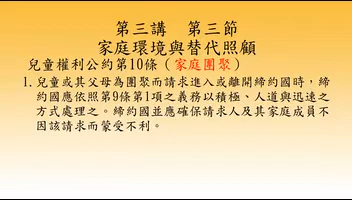 第三講 第三節
家庭環境與替代照顧
兒童權利公約第10條（家庭團聚）
1. 兒童或其父母為團聚而請求進入或離開締約國時，締
約國應依照第9條第1項之義務以積極、人道與迅速之
方式處理之。締約國並應確保請求人及其家庭成員不
因該請求而蒙受不利。